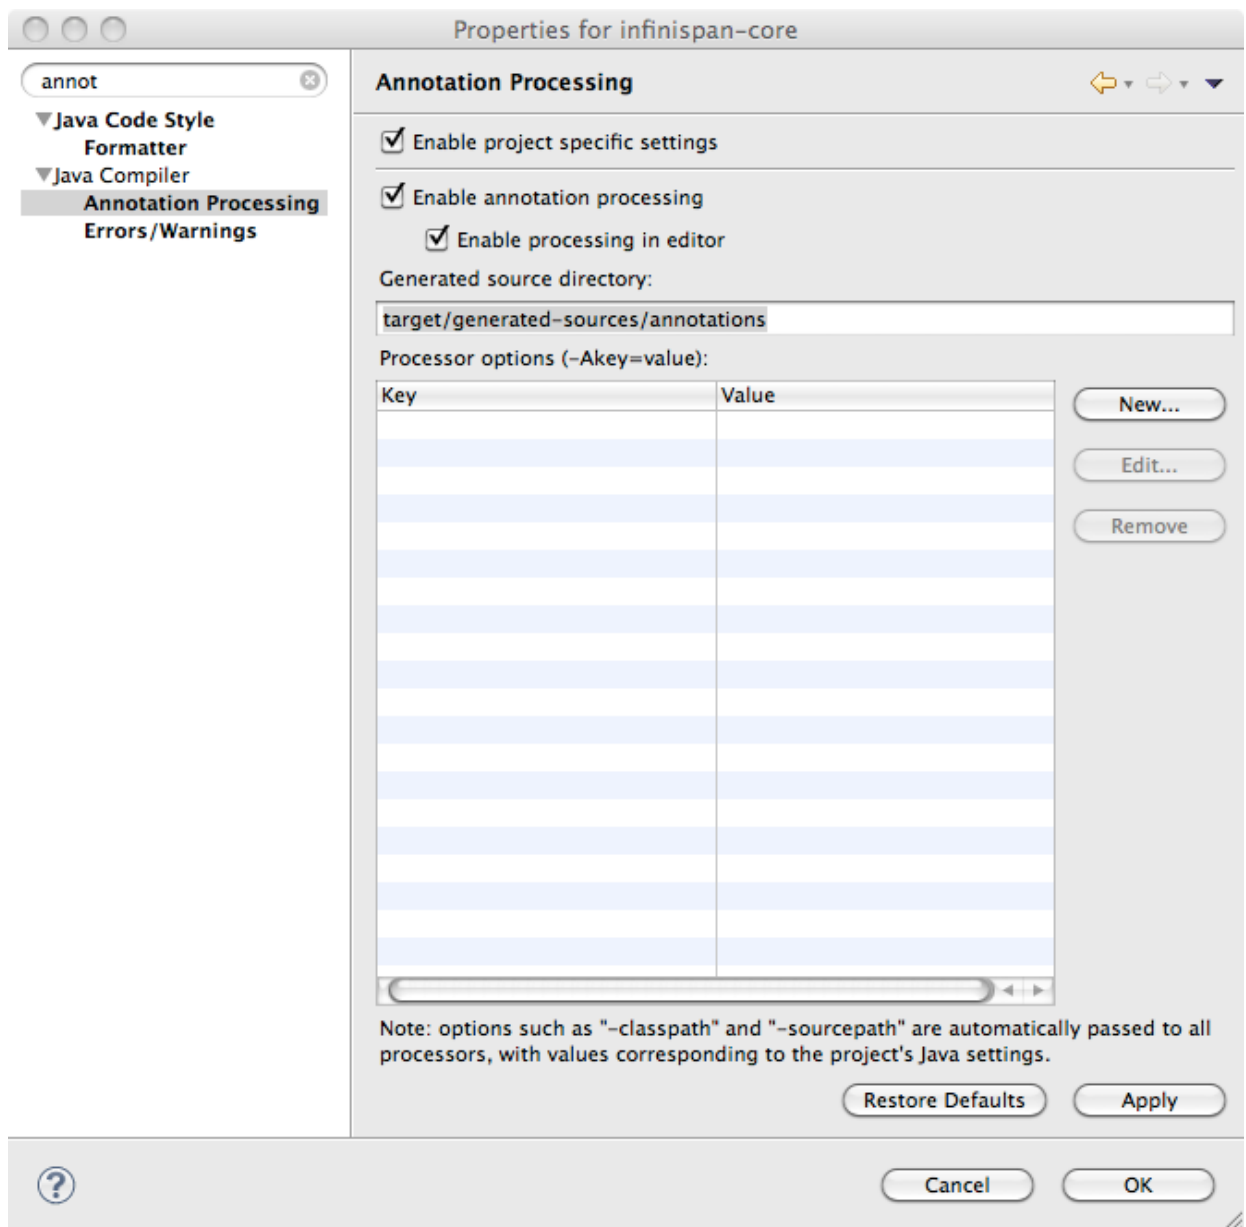 Properties for infinispan-core
annot
Java Code Style
Formatter
Java Compiler
Annotation Processing
Errors/Warnings
Annotation Processing
Enable project specific settings
Enable annotation processing
Enable processing in editor
Generated source directory:
target/generated-sources/annotations
Processor options (-Akey=value):
Key Value
New...
Edit...
Remove
Note: options such as "-classpath" and "-sourcepath" are automatically passed to all
processors, with values corresponding to the project's Java settings.
Restore Defaults Apply
? Cancel OK